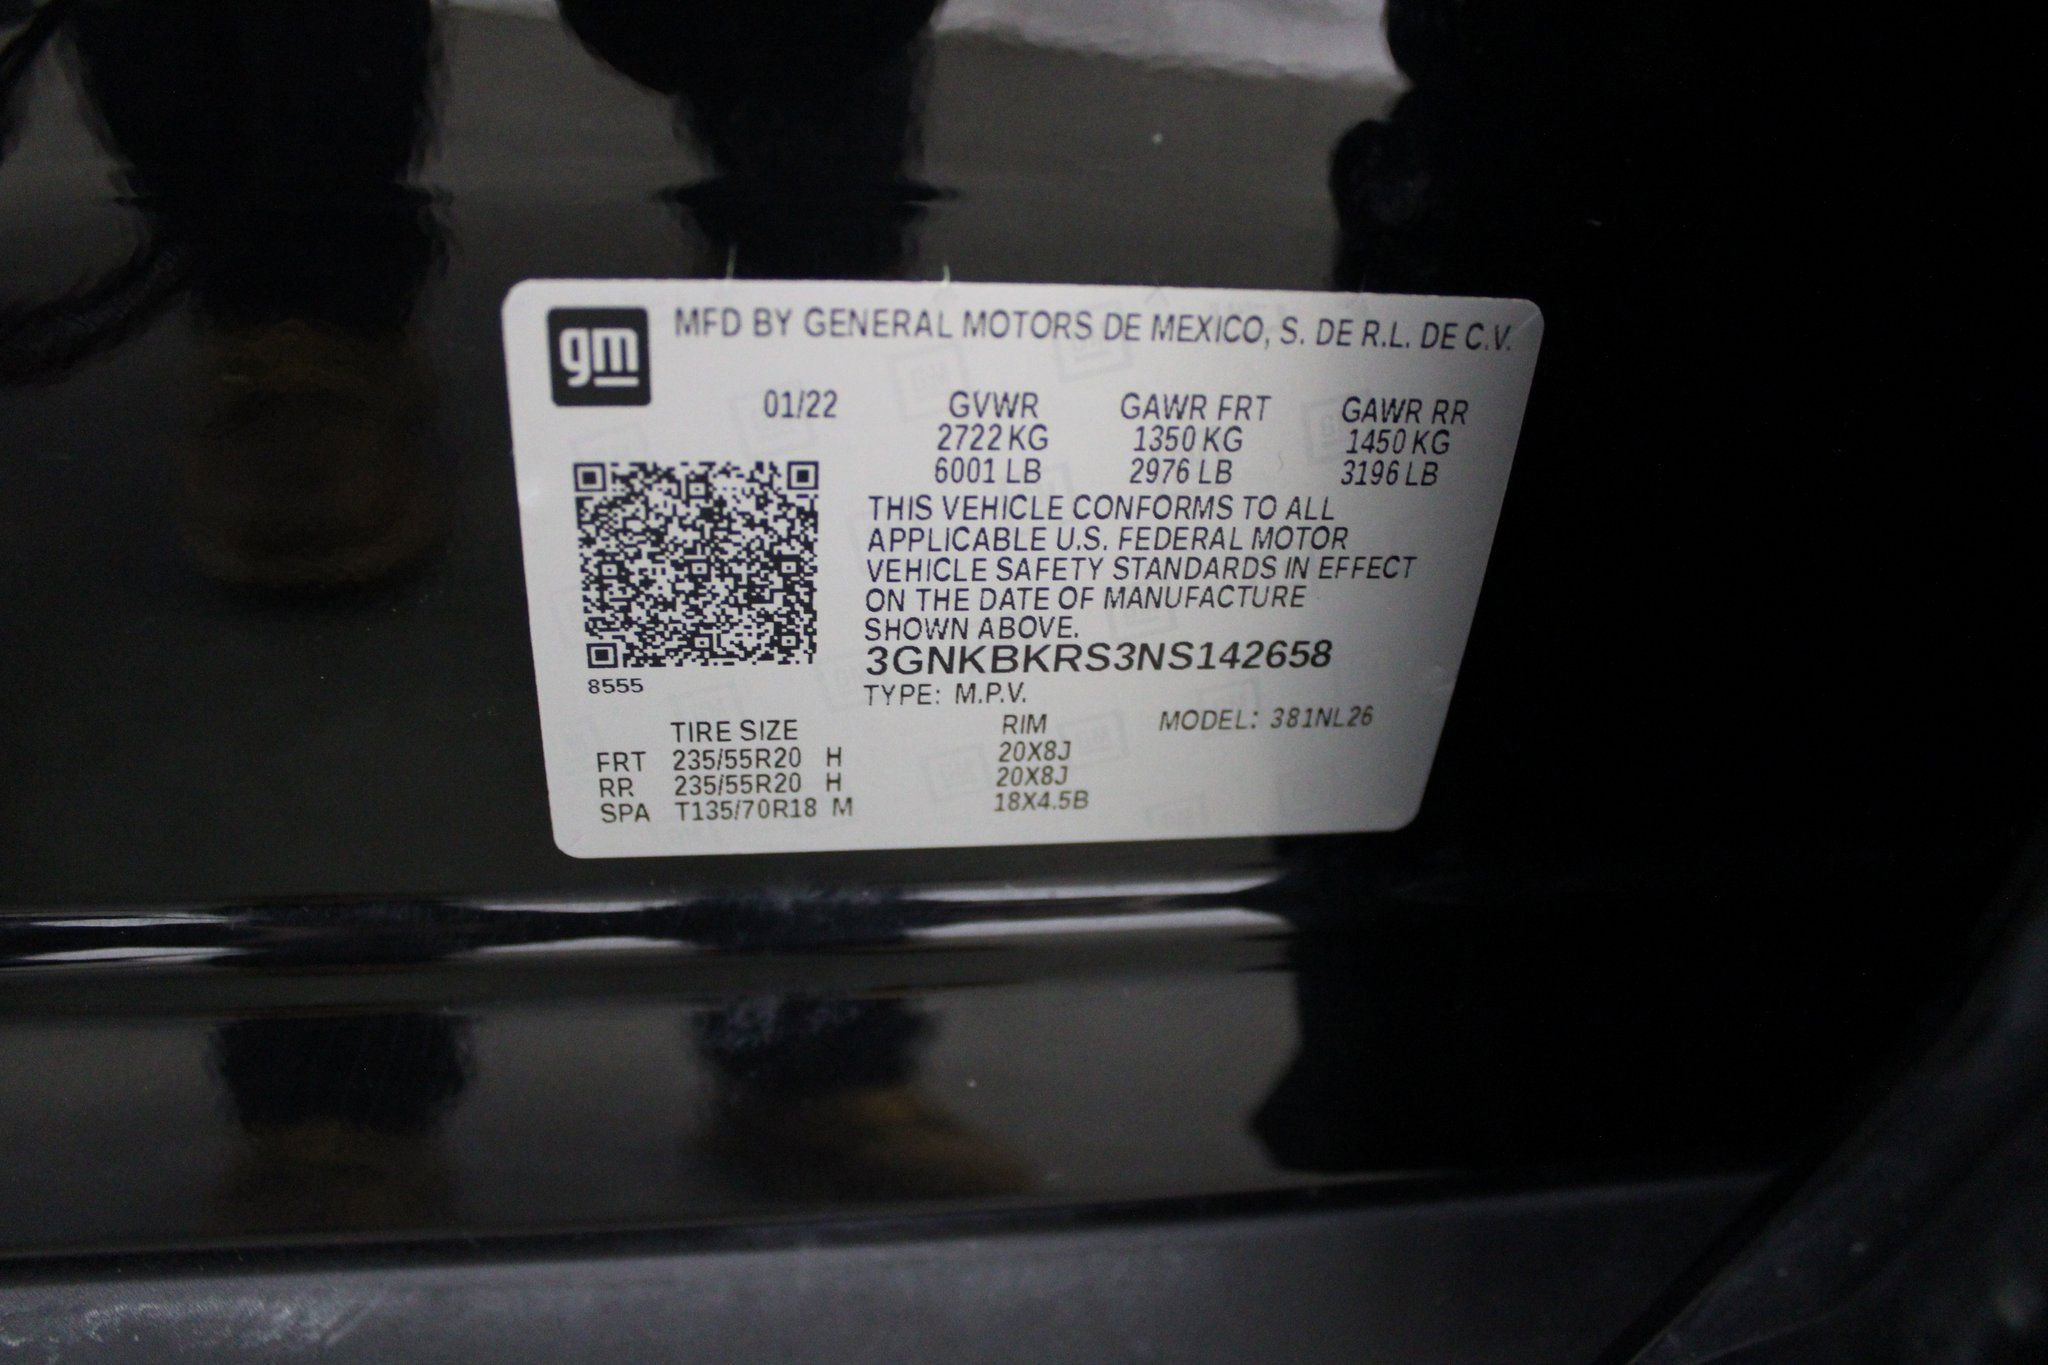 gm
MFD BY GENERAL MOTORS DE MEXICO, S. DE R.L. DE C.V.
01/22 GVWR GAWR FRT GAWR RR
2722 KG 1350 KG 1450 KG
6001 LB 2976 LB 3196 LB
THIS VEHICLE CONFORMS TO ALL
APPLICABLE U.S. FEDERAL MOTOR
VEHICLE SAFETY STANDARDS IN EFFECT
ON THE DATE OF MANUFACTURE
SHOWN ABOVE.
3GNKBKRS3NS142658
8555
TYPE: M.P.V.
TIRE SIZE RIM MODEL: 381NL26
FRT 235/55R20 H 20X8J
RR 235/55R20 H 20X8J
SPA T135/70R18 M 18X4.5B